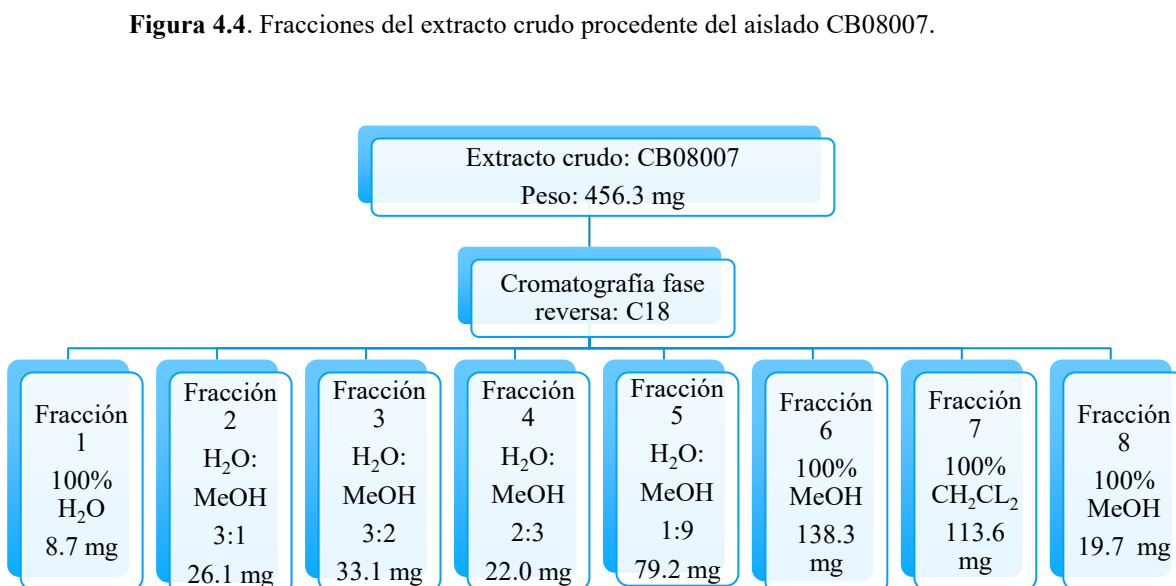 Figura 4.4. Fracciones del extracto crudo procedente del aislado CB08007.
Extracto crudo: CB08007
Peso: 456.3 mg
Cromatografía fase
reversa: C18
Fracción
1
100%
H₂O
8.7 mg
Fracción
2
H₂O:
MeOH
3:1
26.1 mg
Fracción
3
H₂O:
MeOH
3:2
33.1 mg
Fracción
4
H₂O:
MeOH
2:3
22.0 mg
Fracción
5
H₂O:
MeOH
1:9
79.2 mg
Fracción
6
100%
MeOH
138.3
mg
Fracción
7
100%
CH₂CL₂
113.6
mg
Fracción
8
100%
MeOH
19.7 mg